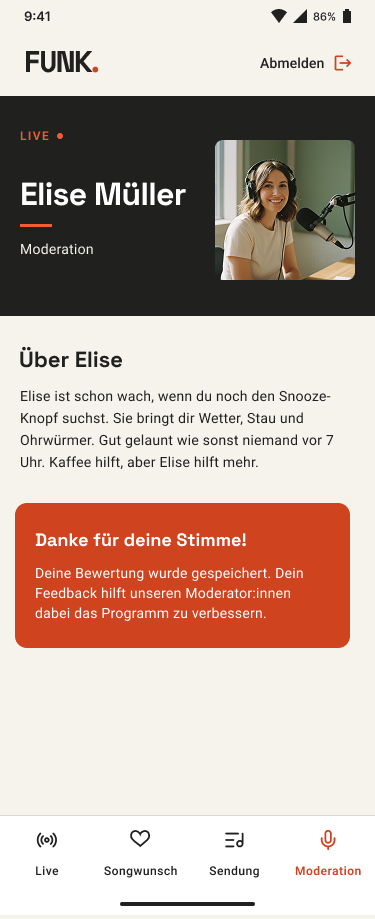 9:41
86%
FUNK.
Abmelden
LIVE
Elise Müller
Moderation
Über Elise
Elise ist schon wach, wenn du noch den Snooze-
Knopf suchst. Sie bringt dir Wetter, Stau und
Ohrwürmer. Gut gelaunt wie sonst niemand vor 7
Uhr. Kaffee hilft, aber Elise hilft mehr.
Danke für deine Stimme!
Deine Bewertung wurde gespeichert. Dein
Feedback hilft unseren Moderator:innen
dabei das Programm zu verbessern.
Live
Songwunsch
Sendung
Moderation